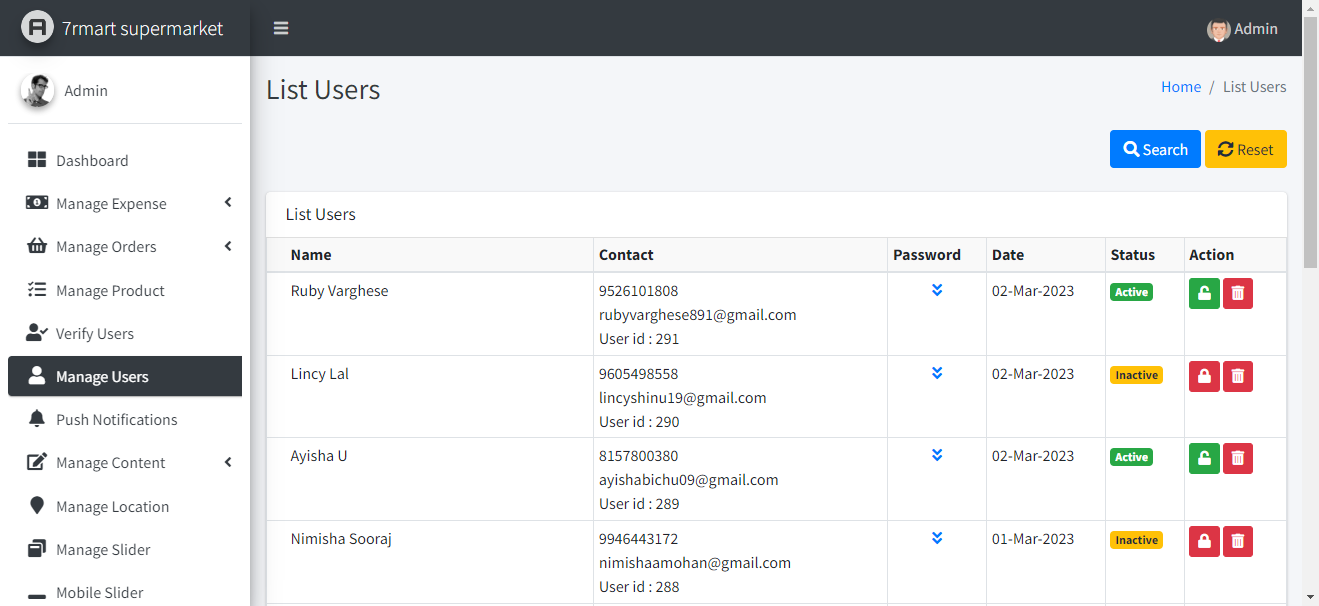 7rmart supermarket
Admin
Admin
Dashboard
Manage Expense
Manage Orders
Manage Product
Verify Users
Manage Users
Push Notifications
Manage Content
Manage Location
Manage Slider
Mobile Slider
List Users
Home / List Users
Search Reset
List Users
Name Contact Password Date Status Action
Ruby Varghese 9526101808 02-Mar-2023 Active
rubyvarghese891@gmail.com
User id : 291
Lincy Lal 9605498558 02-Mar-2023 Inactive
lincyshinu19@gmail.com
User id : 290
Ayisha U 8157800380 02-Mar-2023 Active
ayishabichu09@gmail.com
User id : 289
Nimisha Sooraj 9946443172 01-Mar-2023 Inactive
nimishaamohan@gmail.com
User id : 288